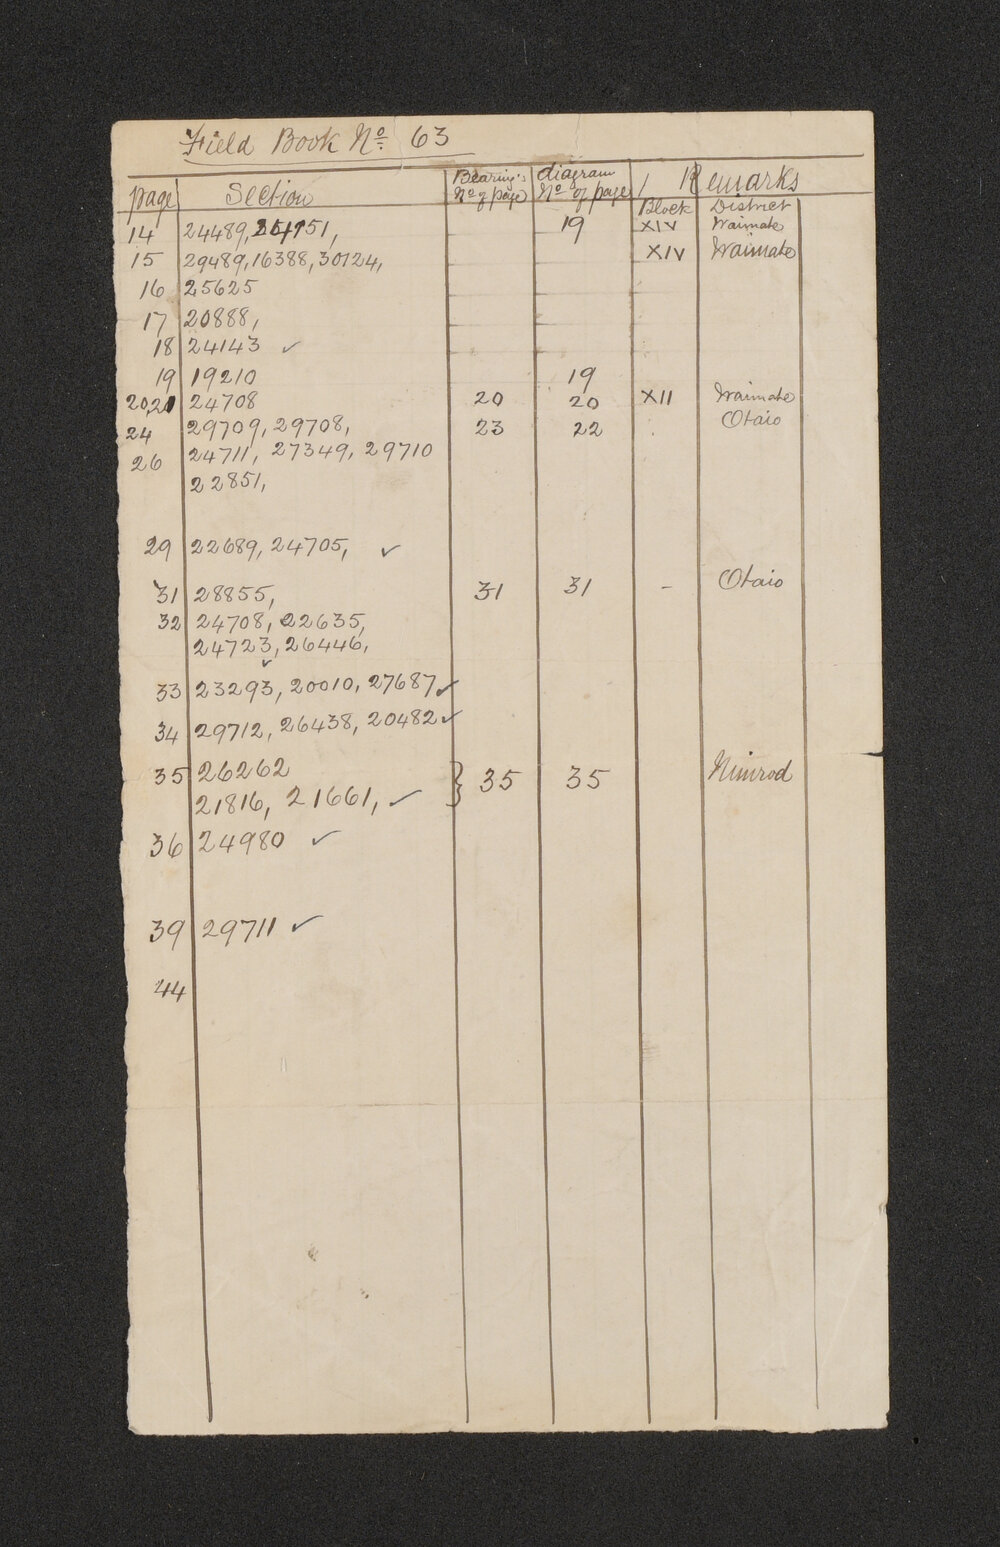 Field Book No. 63
page Section Bearing's No of page diagram No of page / Remarks
Block District
14 24489, 51, 19 XIV Waimate
15 29489, 16388, 30124, XIV Waimate
16 25625
17 20888,
18 24143 ✓
19 19210 19
20,21 24708 20 20 XII Waimate
24 29709, 29708, 23 22 Otaio
26 24711, 27349, 29710
22851,
29 22689, 24705, ✓
31 28855, 31 31 - Otaio
32 24708, 22635,
24723, 26446,
✓
33 23293, 20010, 27687 ✓
34 29712, 26438, 20482 ✓
35 26262 } 35 35 Nimrod
21816, 21661, ✓
36 24980 ✓
39 29711 ✓
44